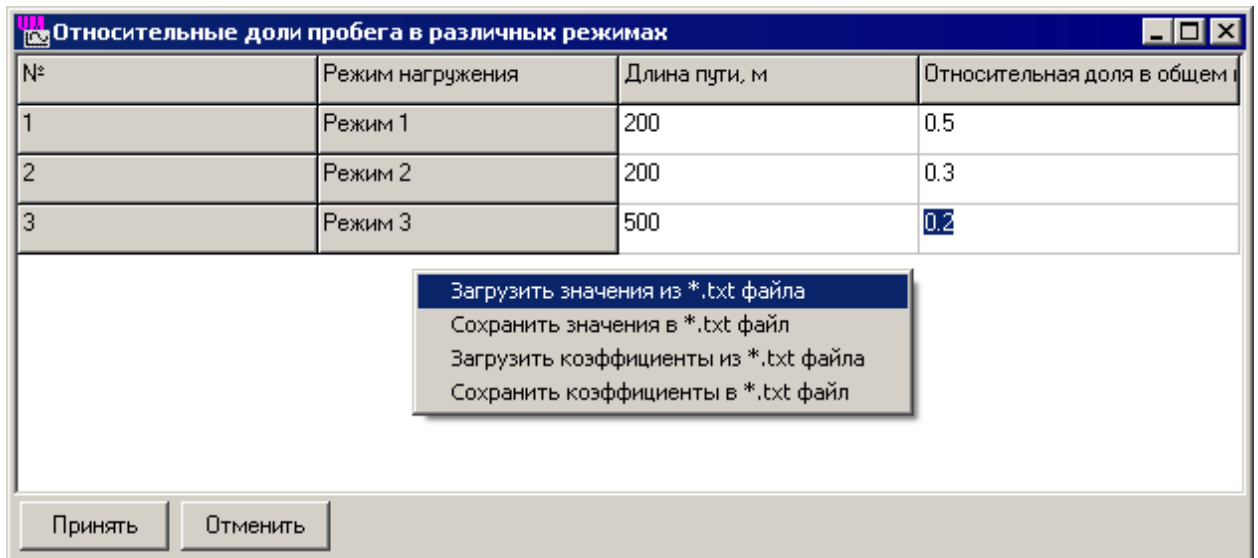 Относительные доли пробега в различных режимах
№ Режим нагружения Длина пути, м Относительная доля в общем
1 Режим 1 200 0.5
2 Режим 2 200 0.3
3 Режим 3 500 0.2
Загрузить значения из *.txt файла
Сохранить значения в *.txt файл
Загрузить коэффициенты из *.txt файла
Сохранить коэффициенты в *.txt файл
Принять Отменить